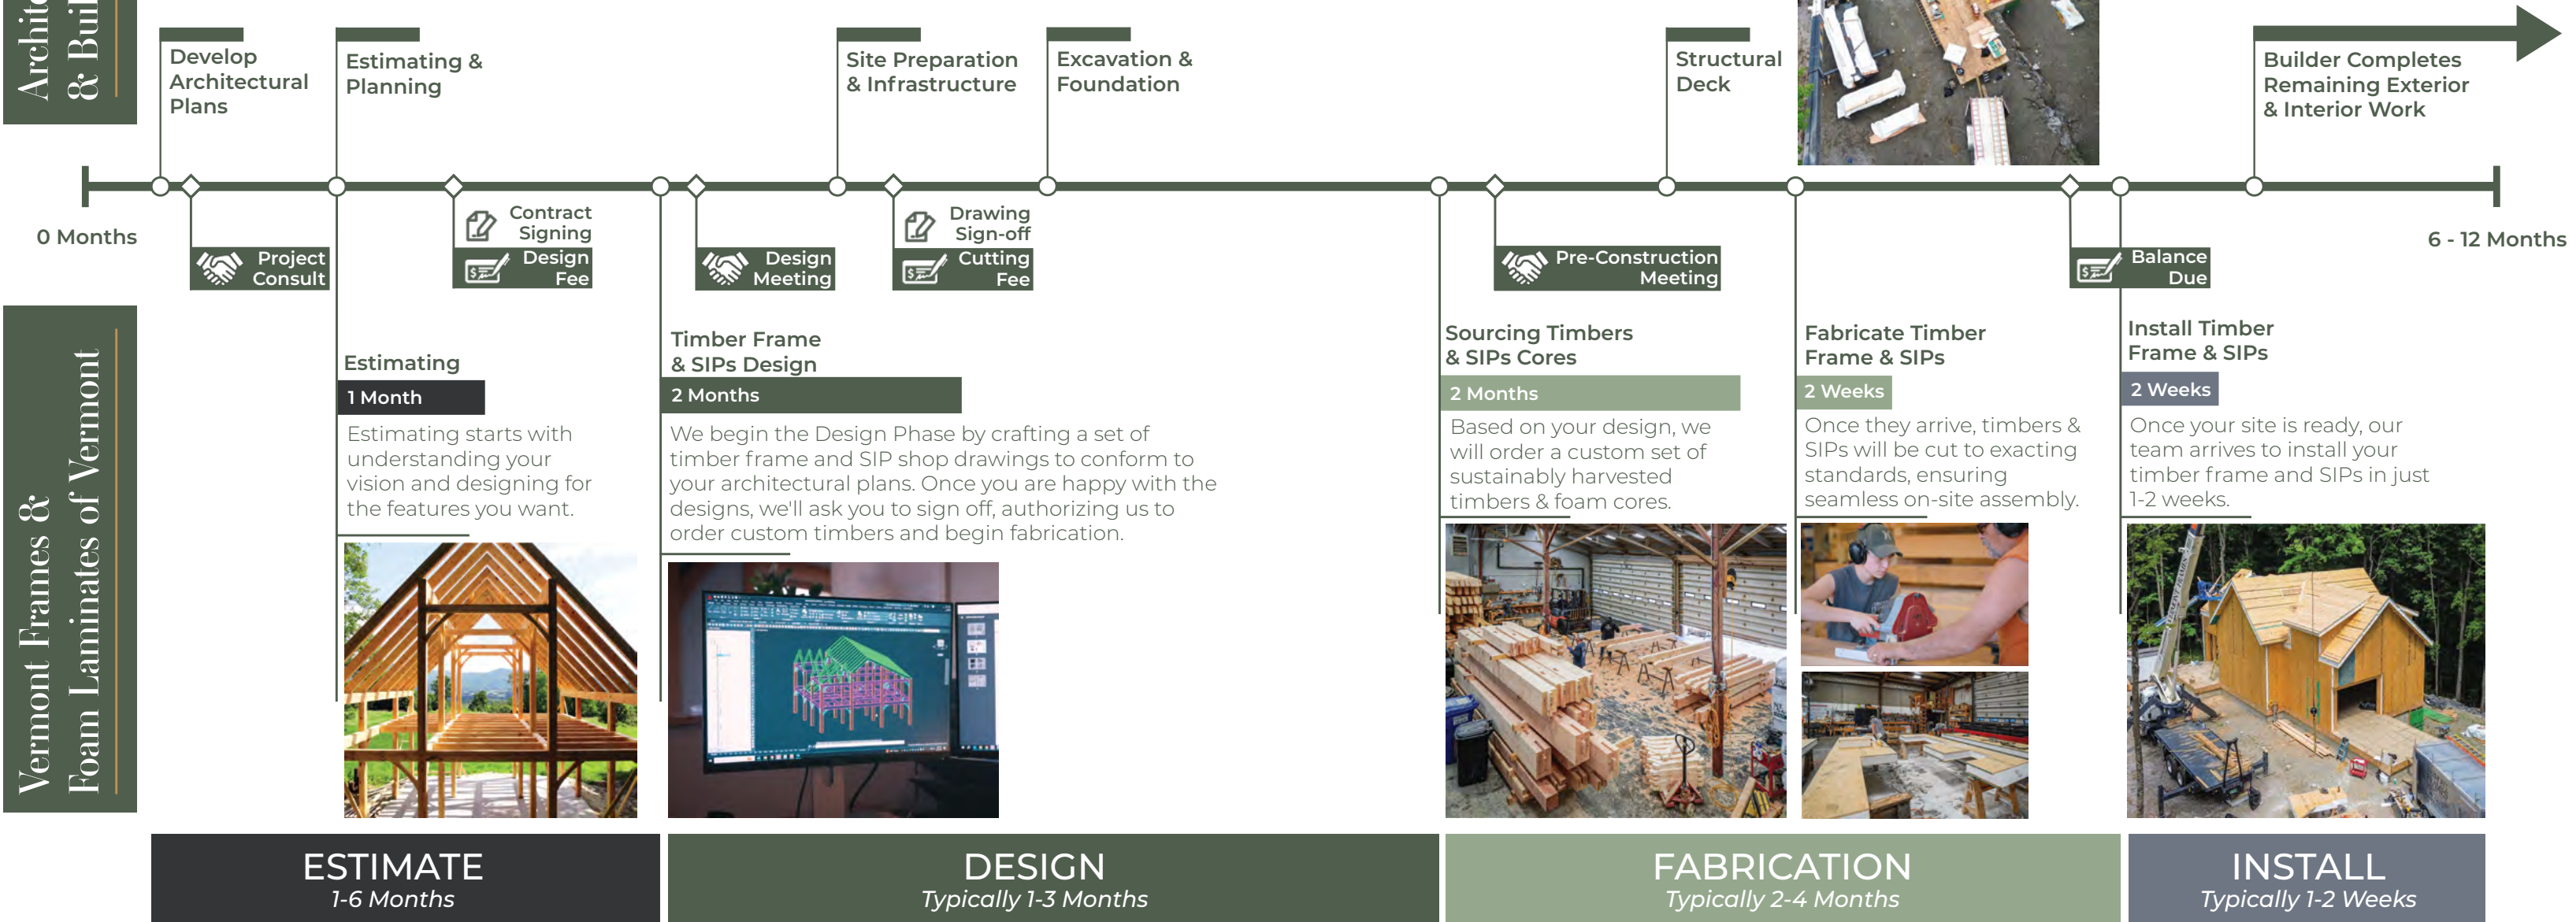 Develop
Architectural
Plans
Estimating &
Planning
Site Preparation
& Infrastructure
Excavation &
Foundation
Structural
Deck
Builder Completes
Remaining Exterior
& Interior Work
0 Months
6 - 12 Months
Project
Consult
Contract
Signing
Design
Fee
Design
Meeting
Drawing
Sign-off
Cutting
Fee
Pre-Construction
Meeting
Balance
Due
Vermont Frames &
Foam Laminates of Vermont
Estimating
1 Month
Estimating starts with
understanding your
vision and designing for
the features you want.
Timber Frame
& SIPs Design
2 Months
We begin the Design Phase by crafting a set of
timber frame and SIP shop drawings to conform to
your architectural plans. Once you are happy with the
designs, we'll ask you to sign off, authorizing us to
order custom timbers and begin fabrication.
Sourcing Timbers
& SIPs Cores
2 Months
Based on your design, we
will order a custom set of
sustainably harvested
timbers & foam cores.
Fabricate Timber
Frame & SIPs
2 Weeks
Once they arrive, timbers &
SIPs will be cut to exacting
standards, ensuring
seamless on-site assembly.
Install Timber
Frame & SIPs
2 Weeks
Once your site is ready, our
team arrives to install your
timber frame and SIPs in just
1-2 weeks.
ESTIMATE
1-6 Months
DESIGN
Typically 1-3 Months
FABRICATION
Typically 2-4 Months
INSTALL
Typically 1-2 Weeks